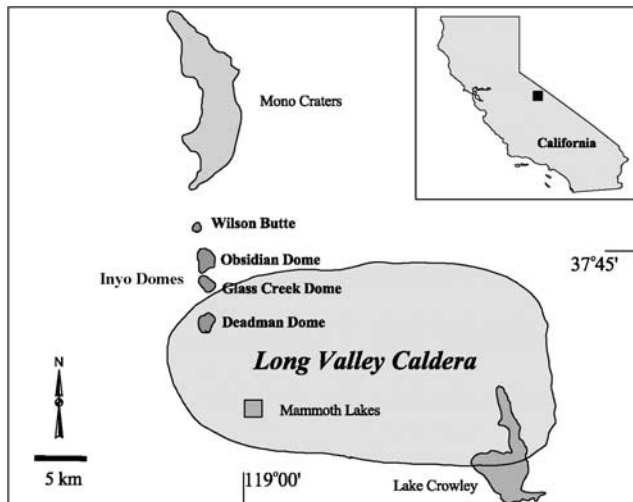 Mono Craters
California
Wilson Butte
Obsidian Dome
37°45'
Inyo Domes
Glass Creek Dome
Deadman Dome
Long Valley Caldera
N
Mammoth Lakes
5 km
119°00'
Lake Crowley